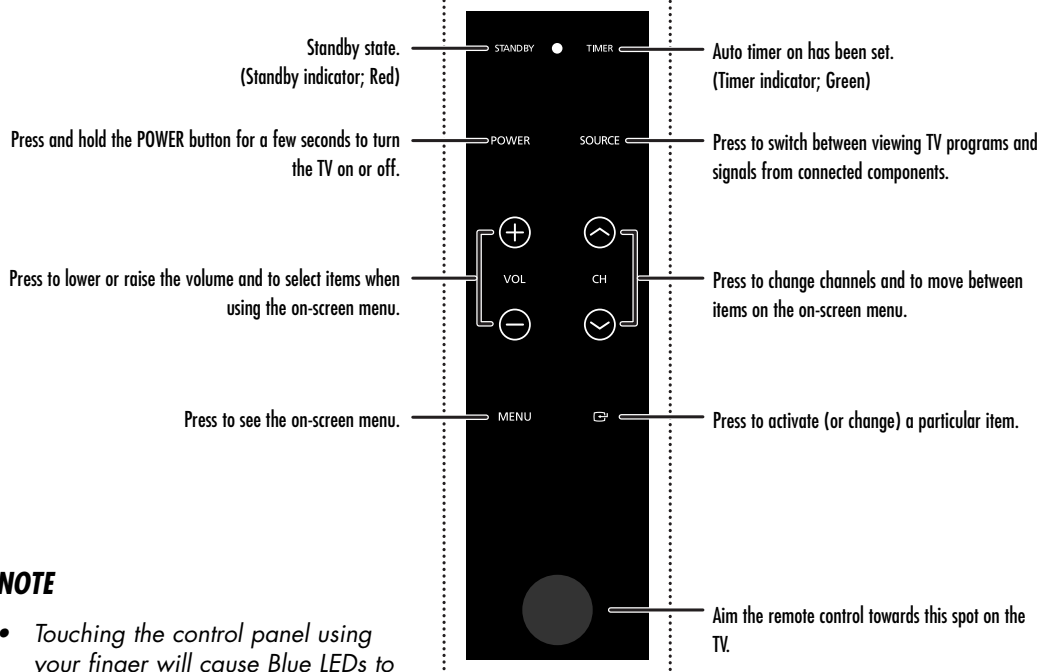 Standby state.
(Standby indicator; Red)
STANDBY
TIMER
Auto timer on has been set.
(Timer indicator; Green)
Press and hold the POWER button for a few seconds to turn
the TV on or off.
POWER
SOURCE
Press to switch between viewing TV programs and
signals from connected components.
Press to lower or raise the volume and to select items when
using the on-screen menu.
VOL
CH
Press to change channels and to move between
items on the on-screen menu.
Press to see the on-screen menu.
MENU
Press to activate (or change) a particular item.
NOTE
• Touching the control panel using
your finger will cause Blue LEDs to
Aim the remote control towards this spot on the
TV.